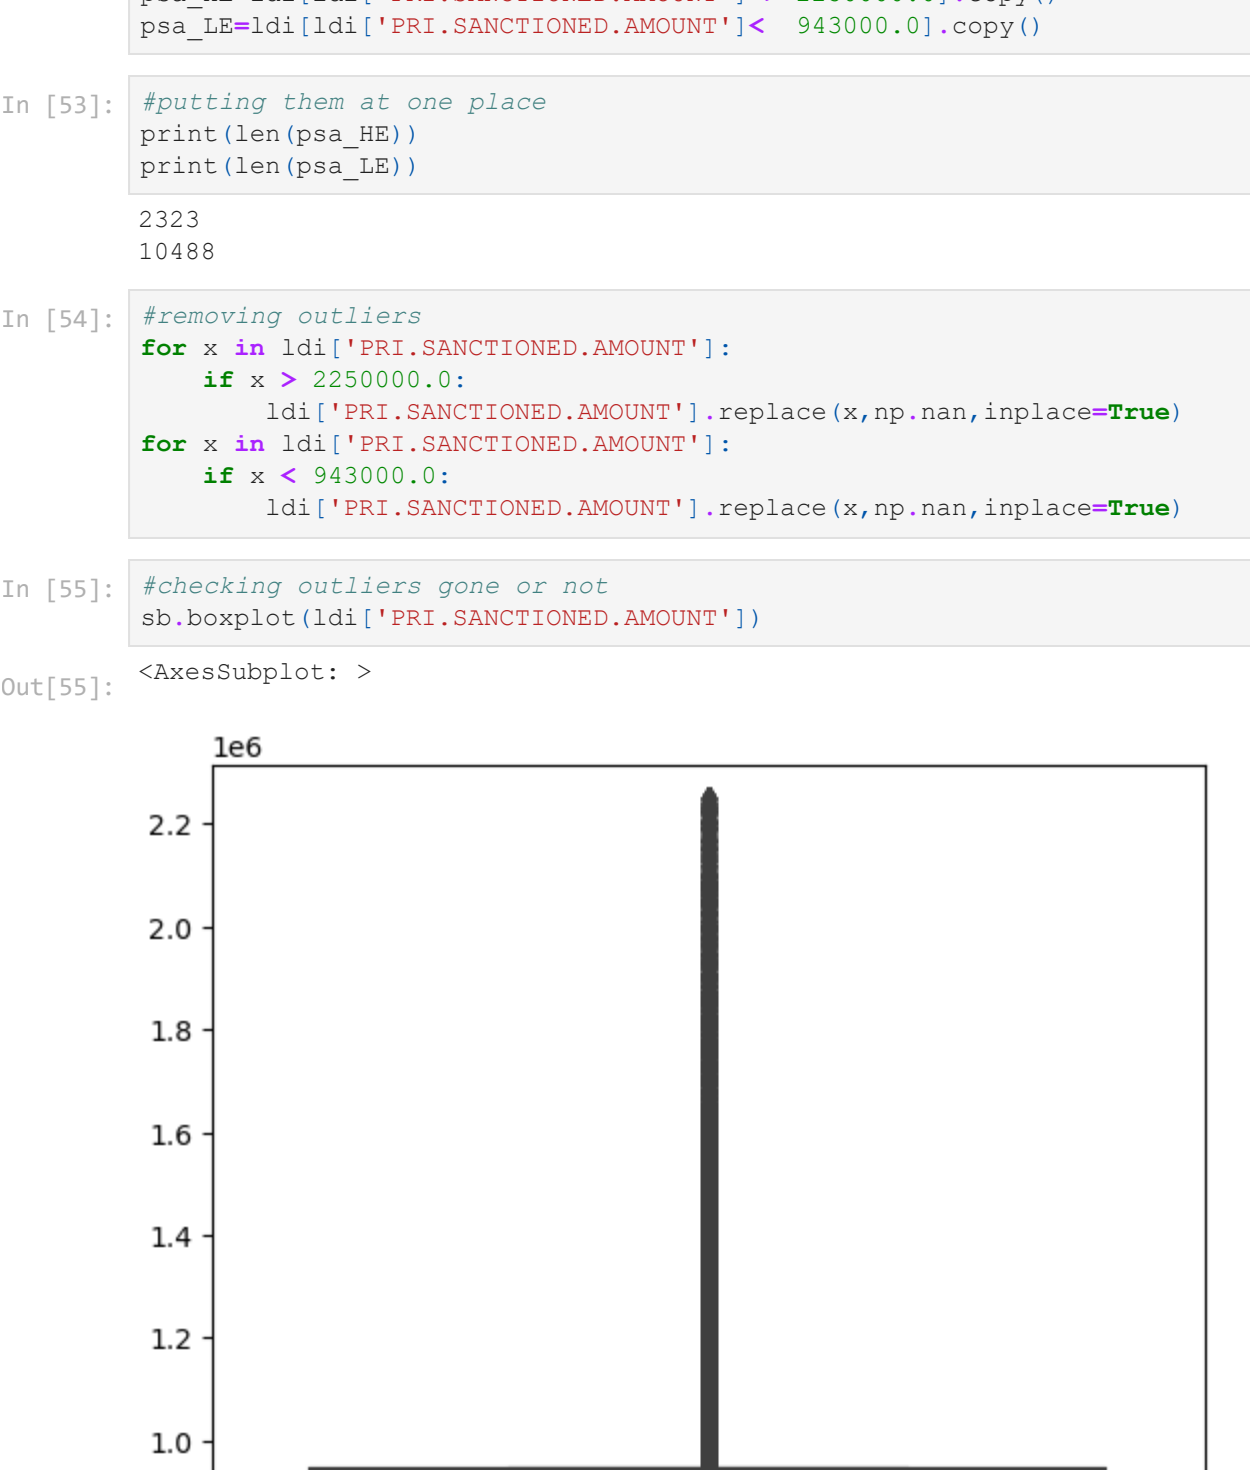 psa_LE=ldi[ldi['PRI.SANCTIONED.AMOUNT']<  943000.0].copy()
In [53]:
#putting them at one place
print(len(psa_HE))
print(len(psa_LE))
2323
10488
In [54]:
#removing outliers
for x in ldi['PRI.SANCTIONED.AMOUNT']:
    if x > 2250000.0:
        ldi['PRI.SANCTIONED.AMOUNT'].replace(x,np.nan,inplace=True)
for x in ldi['PRI.SANCTIONED.AMOUNT']:
    if x < 943000.0:
        ldi['PRI.SANCTIONED.AMOUNT'].replace(x,np.nan,inplace=True)
In [55]:
#checking outliers gone or not
sb.boxplot(ldi['PRI.SANCTIONED.AMOUNT'])
Out[55]:
<AxesSubplot: >
1e6
2.2
2.0
1.8
1.6
1.4
1.2
1.0